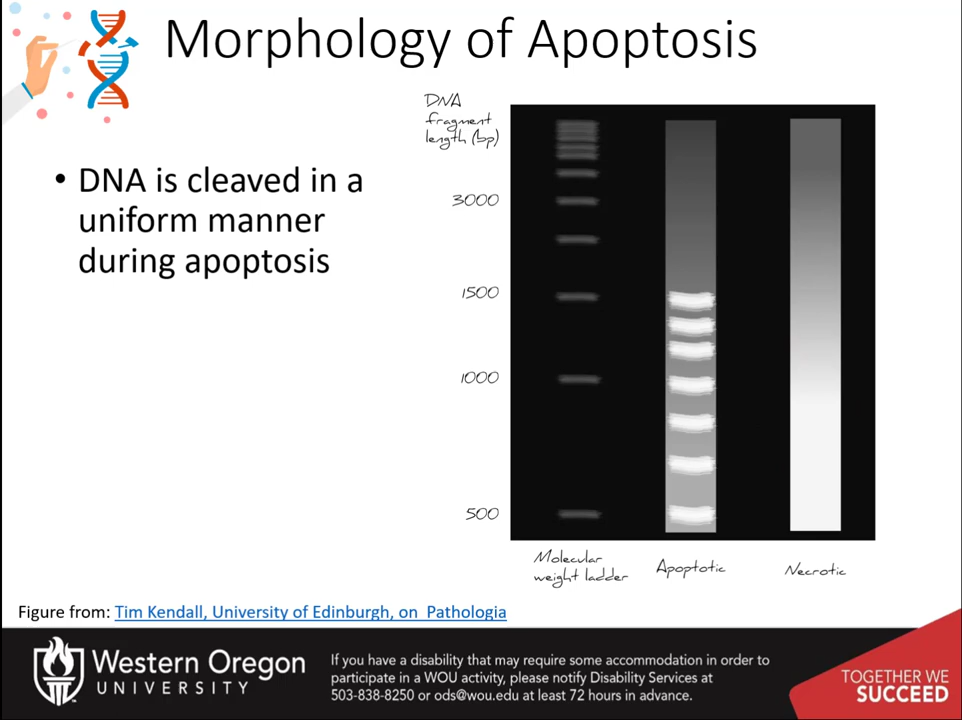 Morphology of Apoptosis
• DNA is cleaved in a
uniform manner
during apoptosis
DNA
fragment
length (bp)
3000
1500
1000
500
Molecular
weight ladder
Apoptotic
Necrotic
Figure from: Tim Kendall, University of Edinburgh, on Pathologia
Western Oregon
UNIVERSITY
If you have a disability that may require some accommodation in order to
participate in a WOU activity, please notify Disability Services at
503-838-8250 or ods@wou.edu at least 72 hours in advance.
TOGETHER WE
SUCCEED